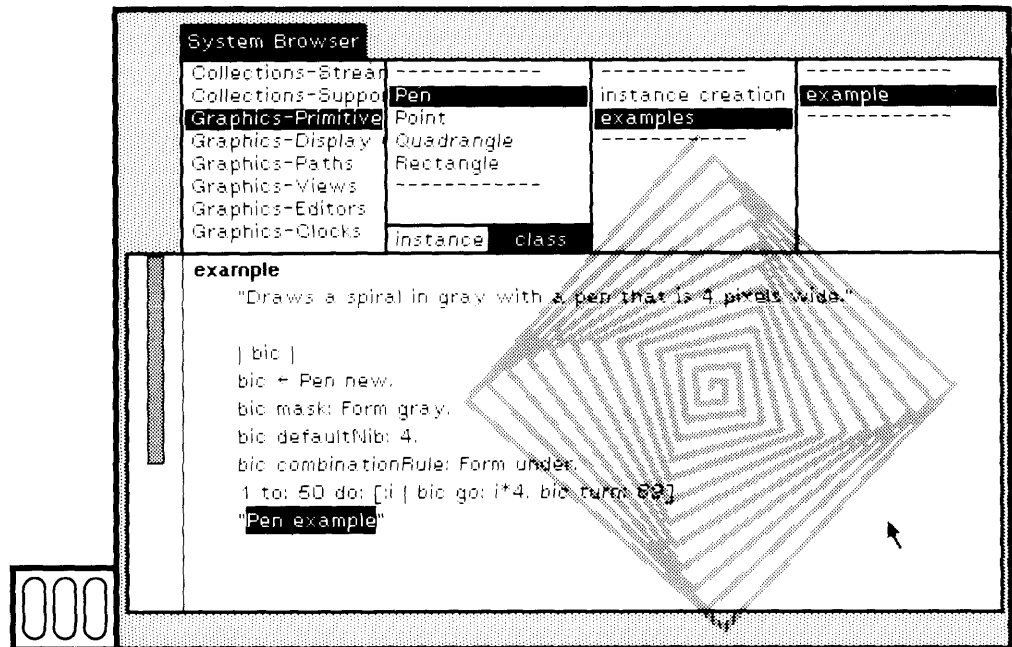 System Browser
Collections-Strear
Collections-Suppo
Graphics-Primitive
Graphics-Display
Graphics-Paths
Graphics-Views
Graphics-Editors
Graphics-Clocks
-------------
Pen
Point
Quadrangle
Rectangle
-------------
instance class
-------------
instance creation
examples
-------------
-------------
example
-------------
example
"Draws a spiral in gray with a pen that is 4 pixels wide."
| bic |
bic ← Pen new.
bic mask: Form gray.
bic defaultNib: 4.
bic combinationRule: Form under.
1 to: 50 do: [:i | bic go: i*4. bic turn: 89]
"Pen example"